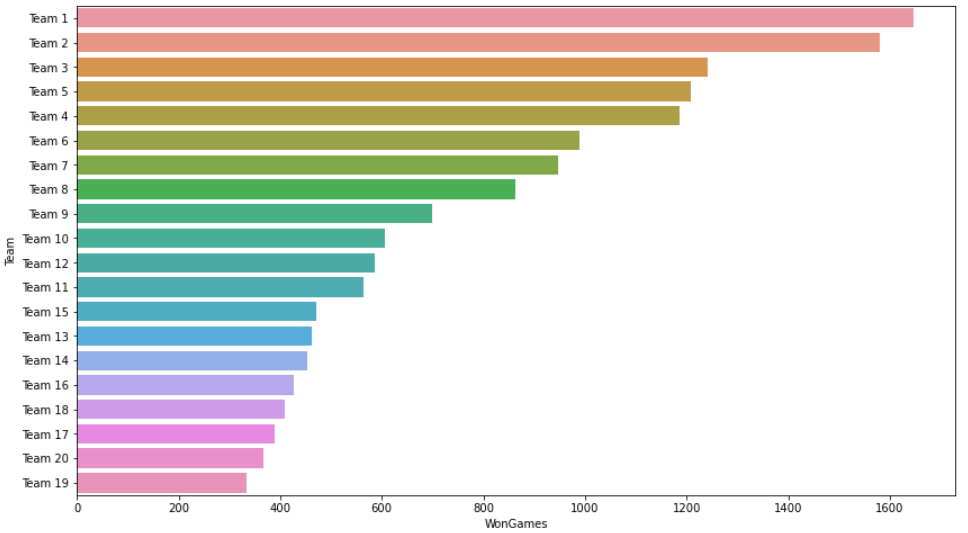 Team 1
Team 2
Team 3
Team 5
Team 4
Team 6
Team 7
Team 8
Team 9
Team 10
Team 12
Team 11
Team 15
Team 13
Team 14
Team 16
Team 18
Team 17
Team 20
Team 19
Team
0 200 400 600 800 1000 1200 1400 1600
WonGames